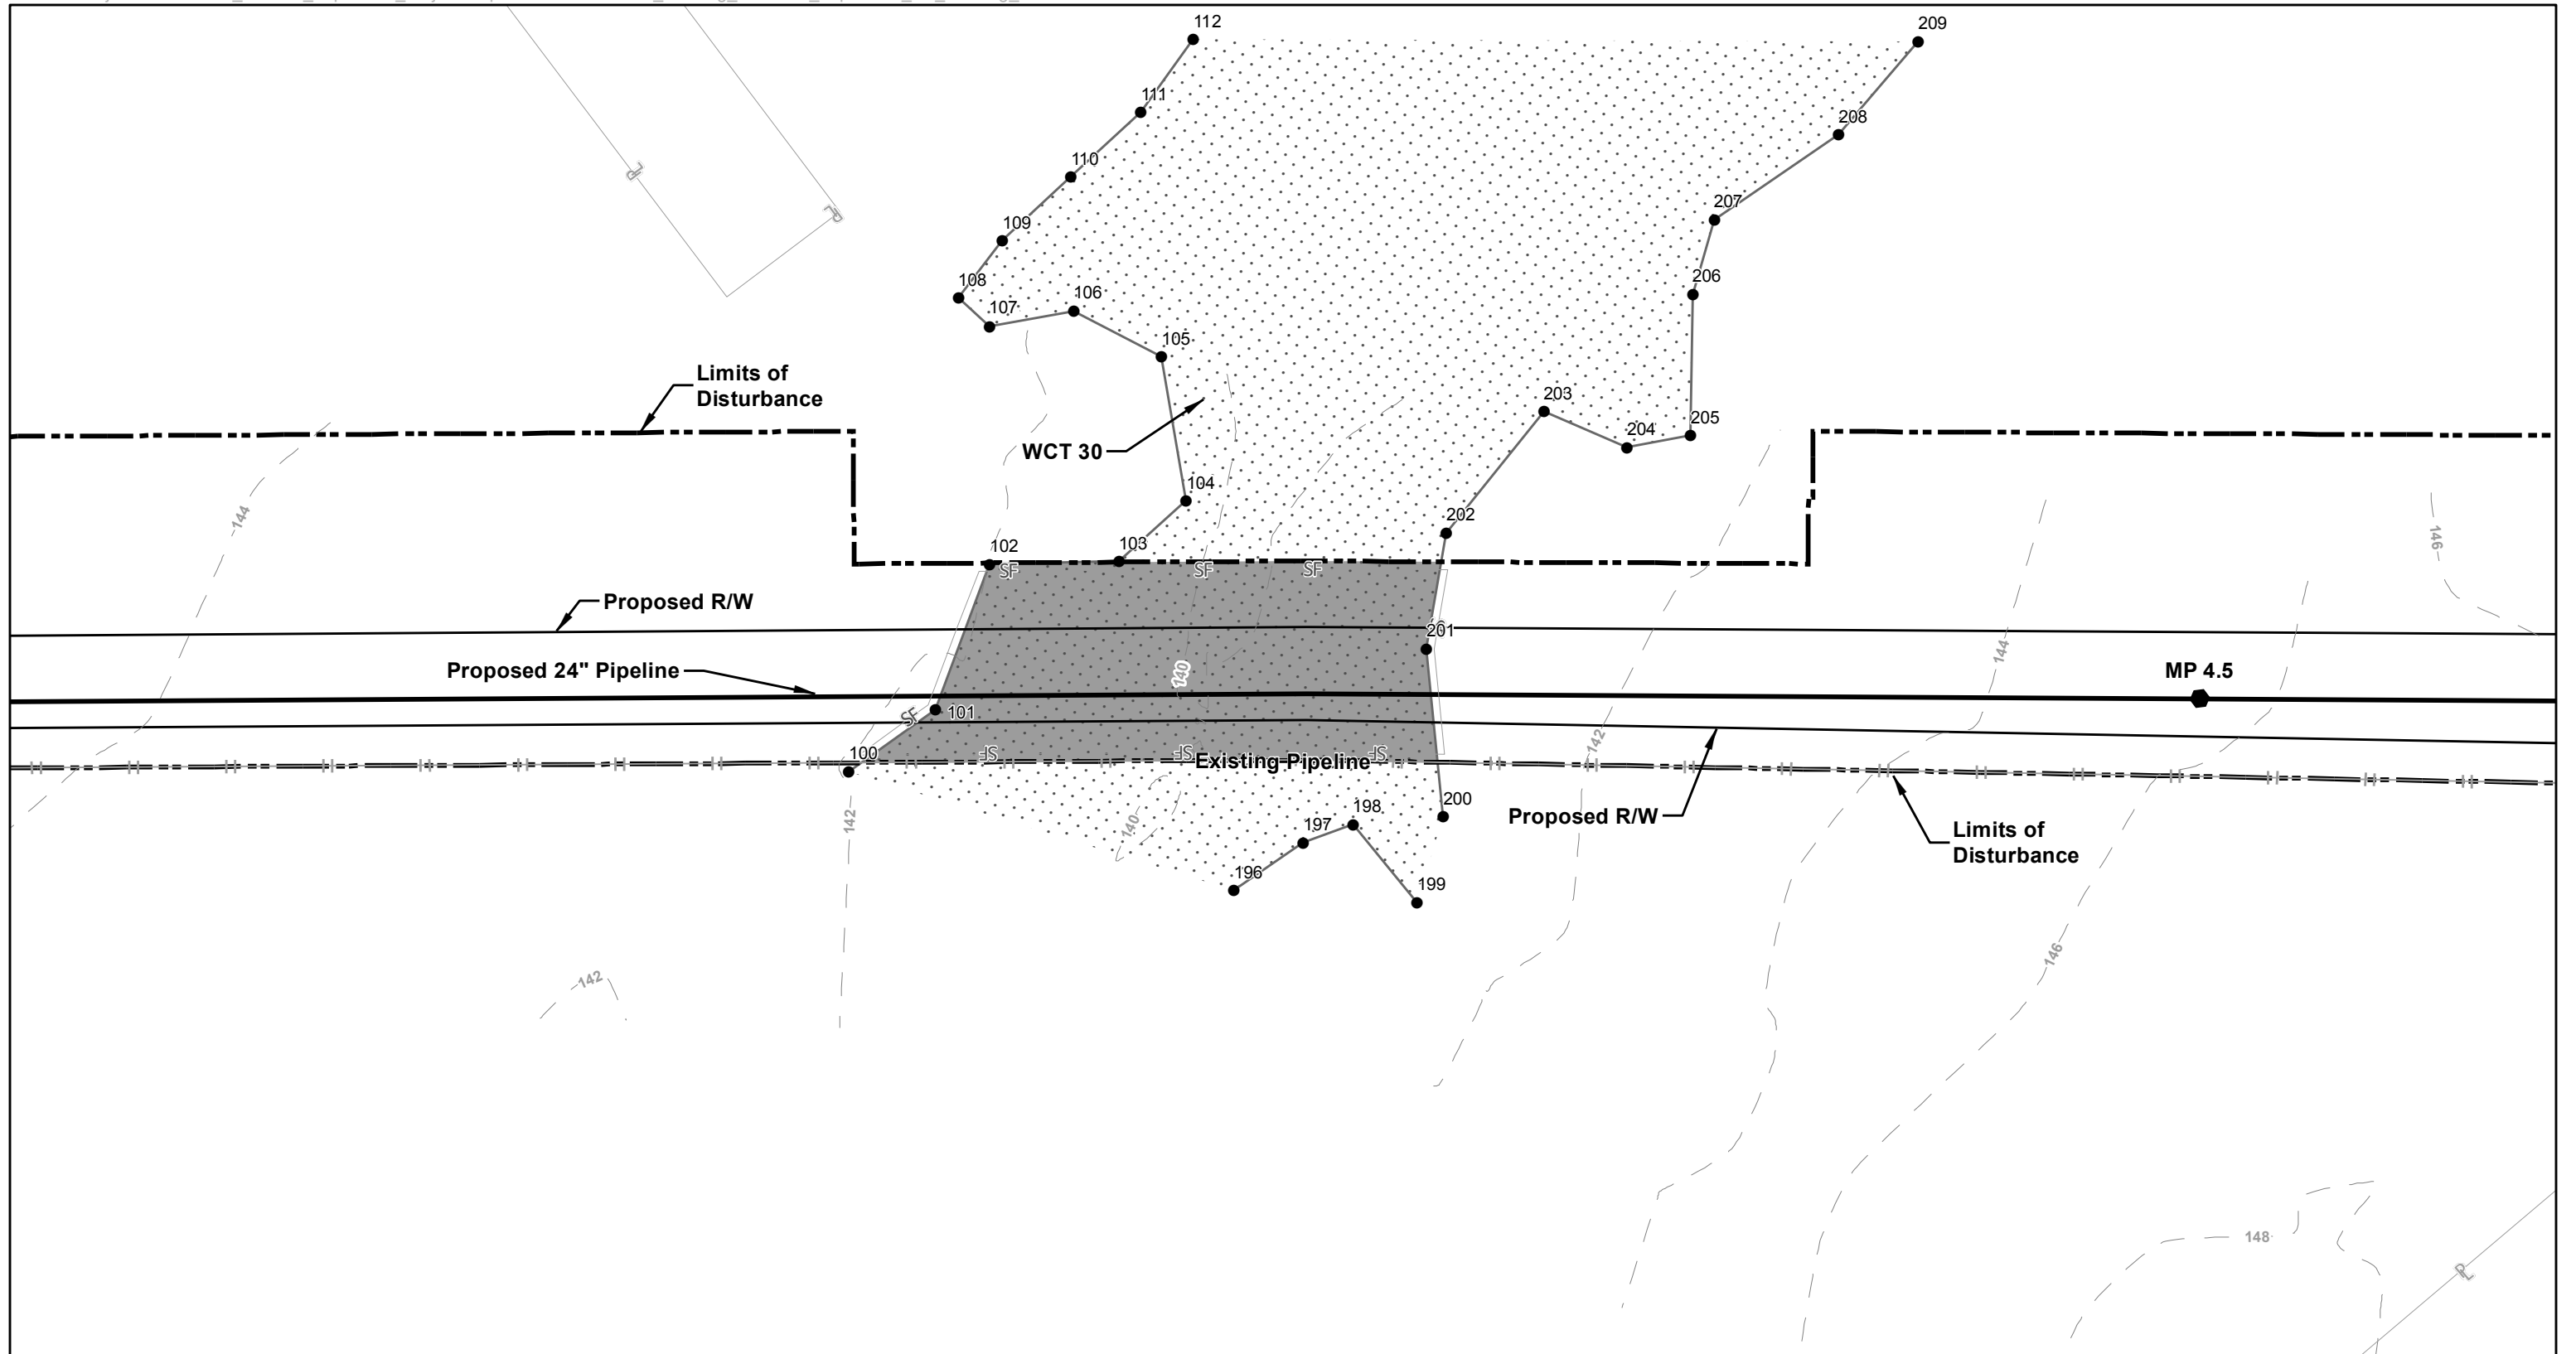 112
209
111
208
110
207
109
206
108
106
107
105
Limits of
Disturbance
203
205
204
WCT 30
104
144
202
146
102
103
SF
SF
SF
Proposed R/W
201
144
Proposed 24" Pipeline
140
MP 4.5
101
SF
142
100
SF
SF
SF
Existing Pipeline
200
198
Proposed R/W
142
140
197
Limits of
Disturbance
196
199
146
142
148
PL
PL
PL